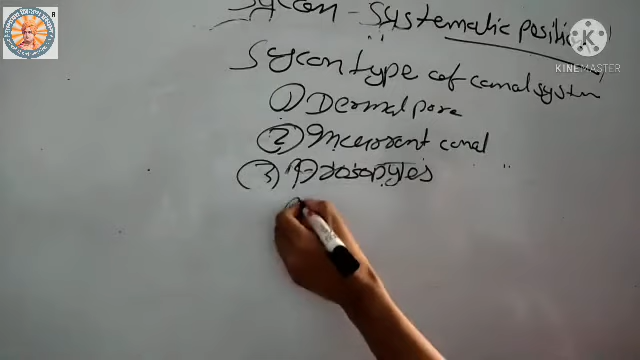 Sycon - Systematic position
Sycon type of canal system
① Dermal pore
② Incurrent canal
③ Prosopyles
KINEMASTER